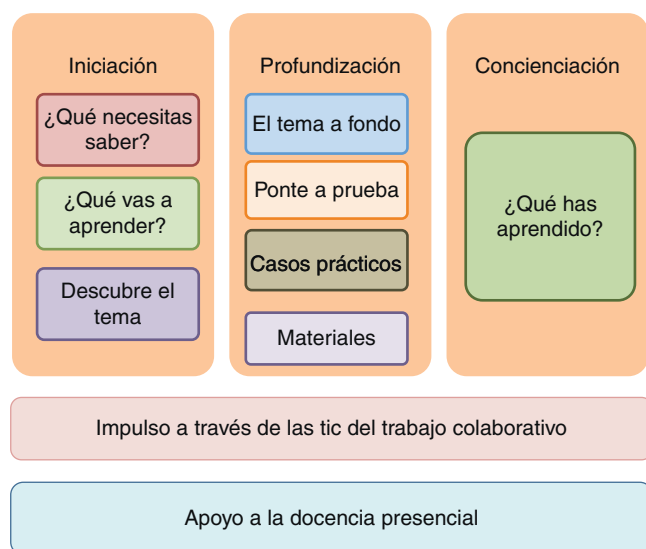 Iniciación
¿Qué necesitas
saber?
¿Qué vas a
aprender?
Descubre el
tema
Profundización
El tema a fondo
Ponte a prueba
Casos prácticos
Materiales
Concienciación
¿Qué has
aprendido?
Impulso a través de las tic del trabajo colaborativo
Apoyo a la docencia presencial